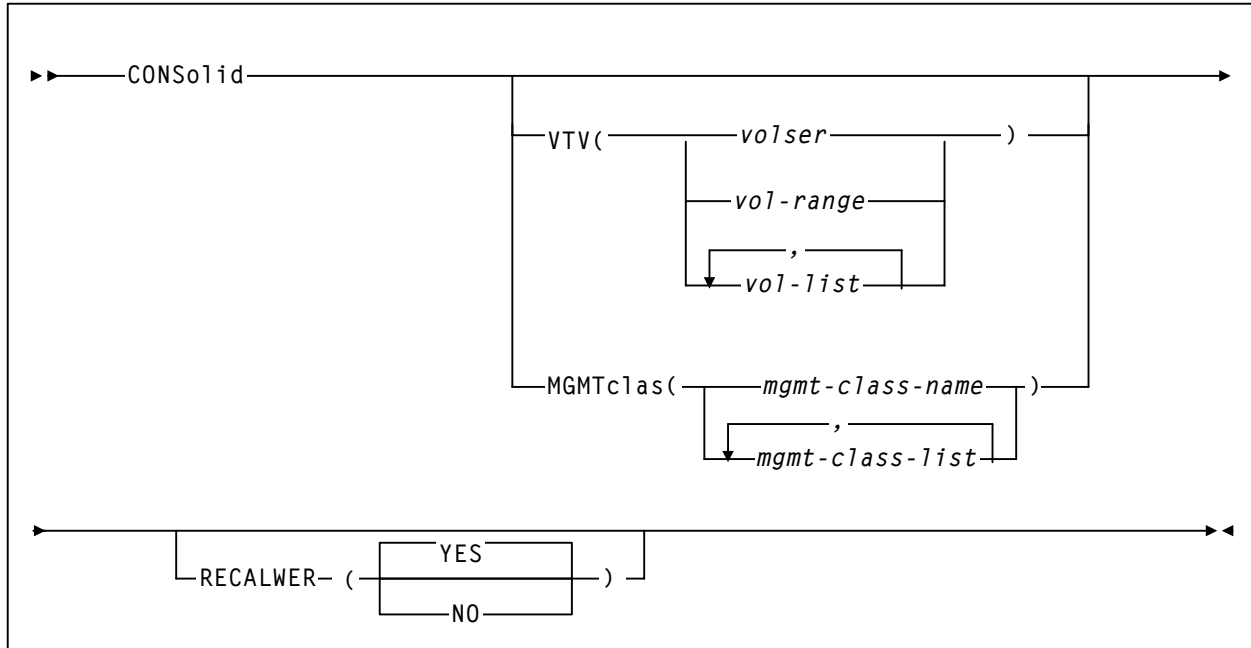 CONSolid
VTV( volser )
vol-range
,
vol-list
MGMTclas( mgmt-class-name )
,
mgmt-class-list
RECALWER ( YES )
NO